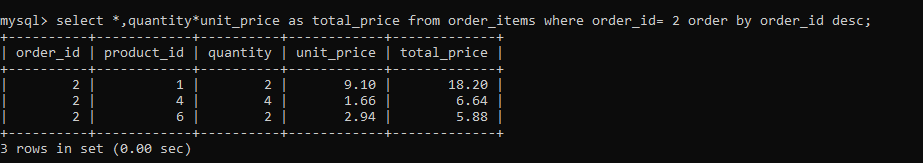 mysql> select *,quantity*unit_price as total_price from order_items where order_id= 2 order by order_id desc;
+----------+------------+----------+------------+-------------+
| order_id | product_id | quantity | unit_price | total_price |
+----------+------------+----------+------------+-------------+
|        2 |          1 |        2 |       9.10 |       18.20 |
|        2 |          4 |        4 |       1.66 |        6.64 |
|        2 |          6 |        2 |       2.94 |        5.88 |
+----------+------------+----------+------------+-------------+
3 rows in set (0.00 sec)